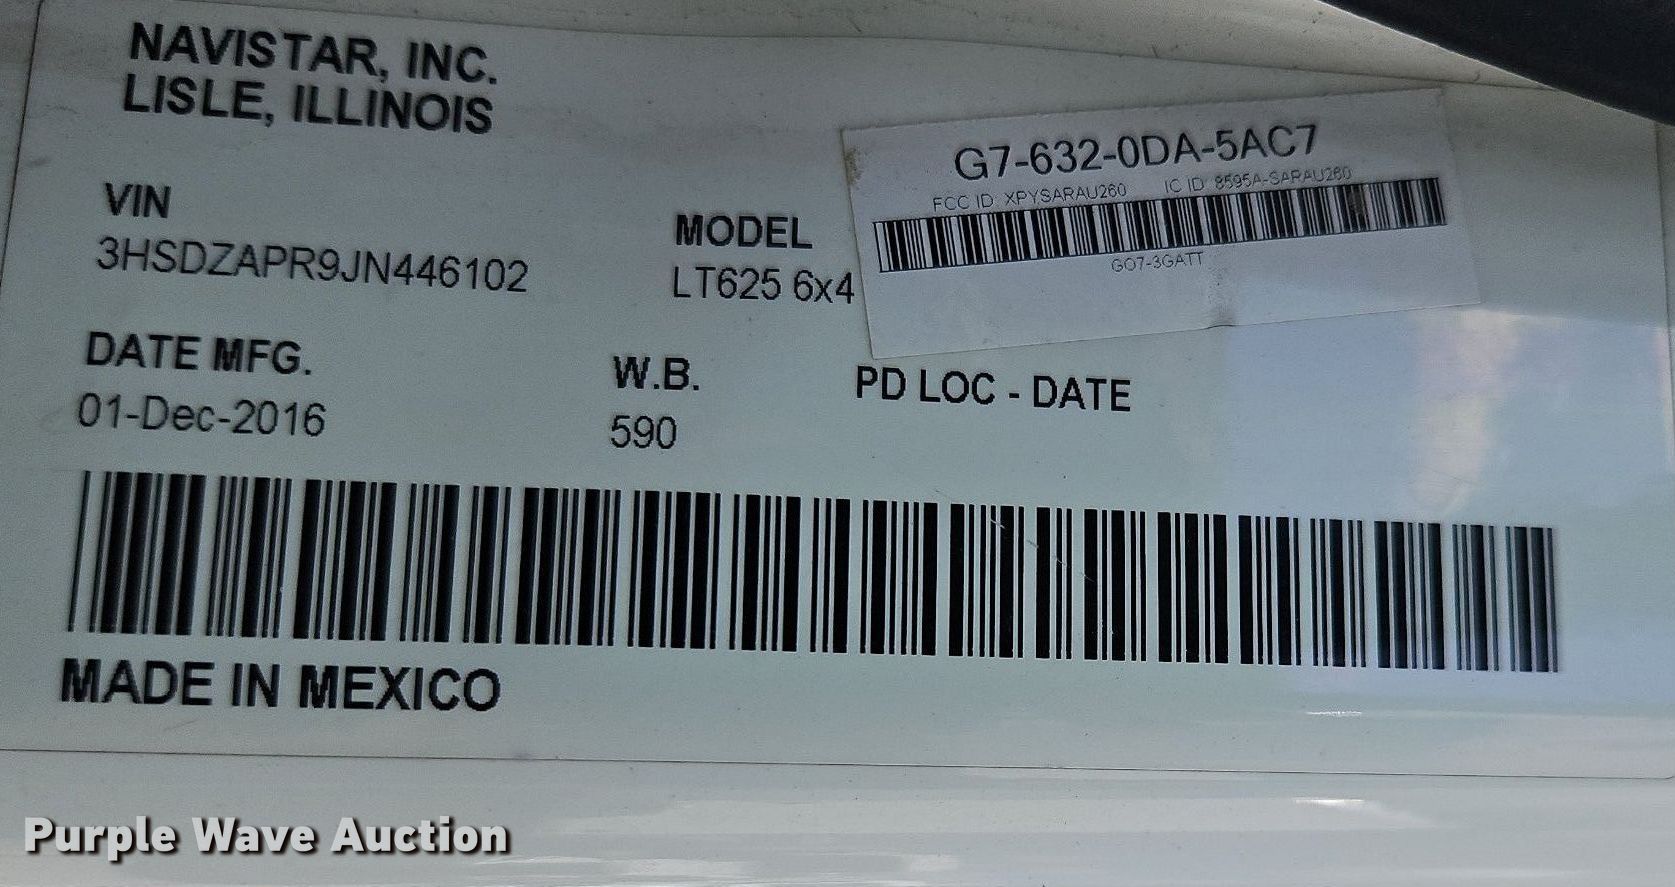 NAVISTAR, INC.
LISLE, ILLINOIS
VIN
3HSDZAPR9JN446102
MODEL
LT625 6x4
G7-632-0DA-5AC7
FCC ID: XPYSARAU260 IC ID: 8595A-SARAU260
GO7-3GATT
DATE MFG.
01-Dec-2016
W.B.
590
PD LOC - DATE
MADE IN MEXICO
Purple Wave Auction